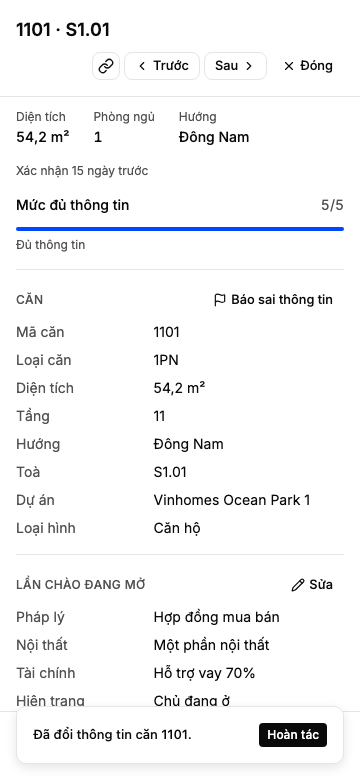 1101 · S1.01
Trước
Sau
Đóng
Diện tích Phòng ngủ Hướng
54,2 m² 1 Đông Nam
Xác nhận 15 ngày trước
Mức đủ thông tin 5/5
Đủ thông tin
CĂN Báo sai thông tin
Mã căn 1101
Loại căn 1PN
Diện tích 54,2 m²
Tầng 11
Hướng Đông Nam
Toà S1.01
Dự án Vinhomes Ocean Park 1
Loại hình Căn hộ
LẦN CHÀO ĐANG MỞ Sửa
Pháp lý Hợp đồng mua bán
Nội thất Một phần nội thất
Tài chính Hỗ trợ vay 70%
Hiện trạng Chủ đang ở
Đã đổi thông tin căn 1101. Hoàn tác